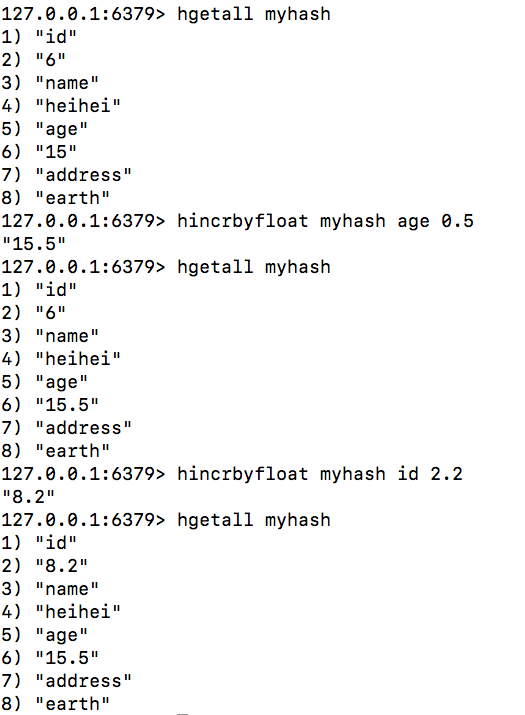 127.0.0.1:6379> hgetall myhash
1) "id"
2) "6"
3) "name"
4) "heihei"
5) "age"
6) "15"
7) "address"
8) "earth"
127.0.0.1:6379> hincrbyfloat myhash age 0.5
"15.5"
127.0.0.1:6379> hgetall myhash
1) "id"
2) "6"
3) "name"
4) "heihei"
5) "age"
6) "15.5"
7) "address"
8) "earth"
127.0.0.1:6379> hincrbyfloat myhash id 2.2
"8.2"
127.0.0.1:6379> hgetall myhash
1) "id"
2) "8.2"
3) "name"
4) "heihei"
5) "age"
6) "15.5"
7) "address"
8) "earth"